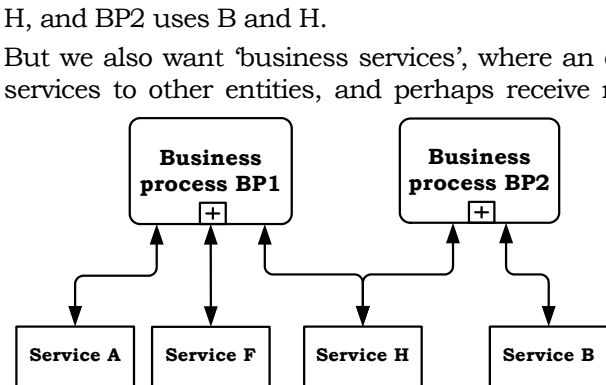 H, and BP2 uses B and H.
But we also want ‘business services’, where an
services to other entities, and perhaps receive
Business
process BP1
Business
process BP2
Service A
Service F
Service H
Service B